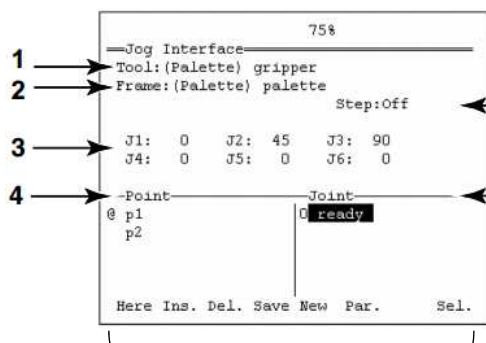 75%
Jog Interface
1 Tool:(Palette) gripper
2 Frame:(Palette) palette
Step:Off
3 J1: 0 J2: 45 J3: 90
J4: 0 J5: 0 J6: 0
4 -Point Joint
@ p1 0 ready
p2
Here Ins. Del. Save New Par. Sel.